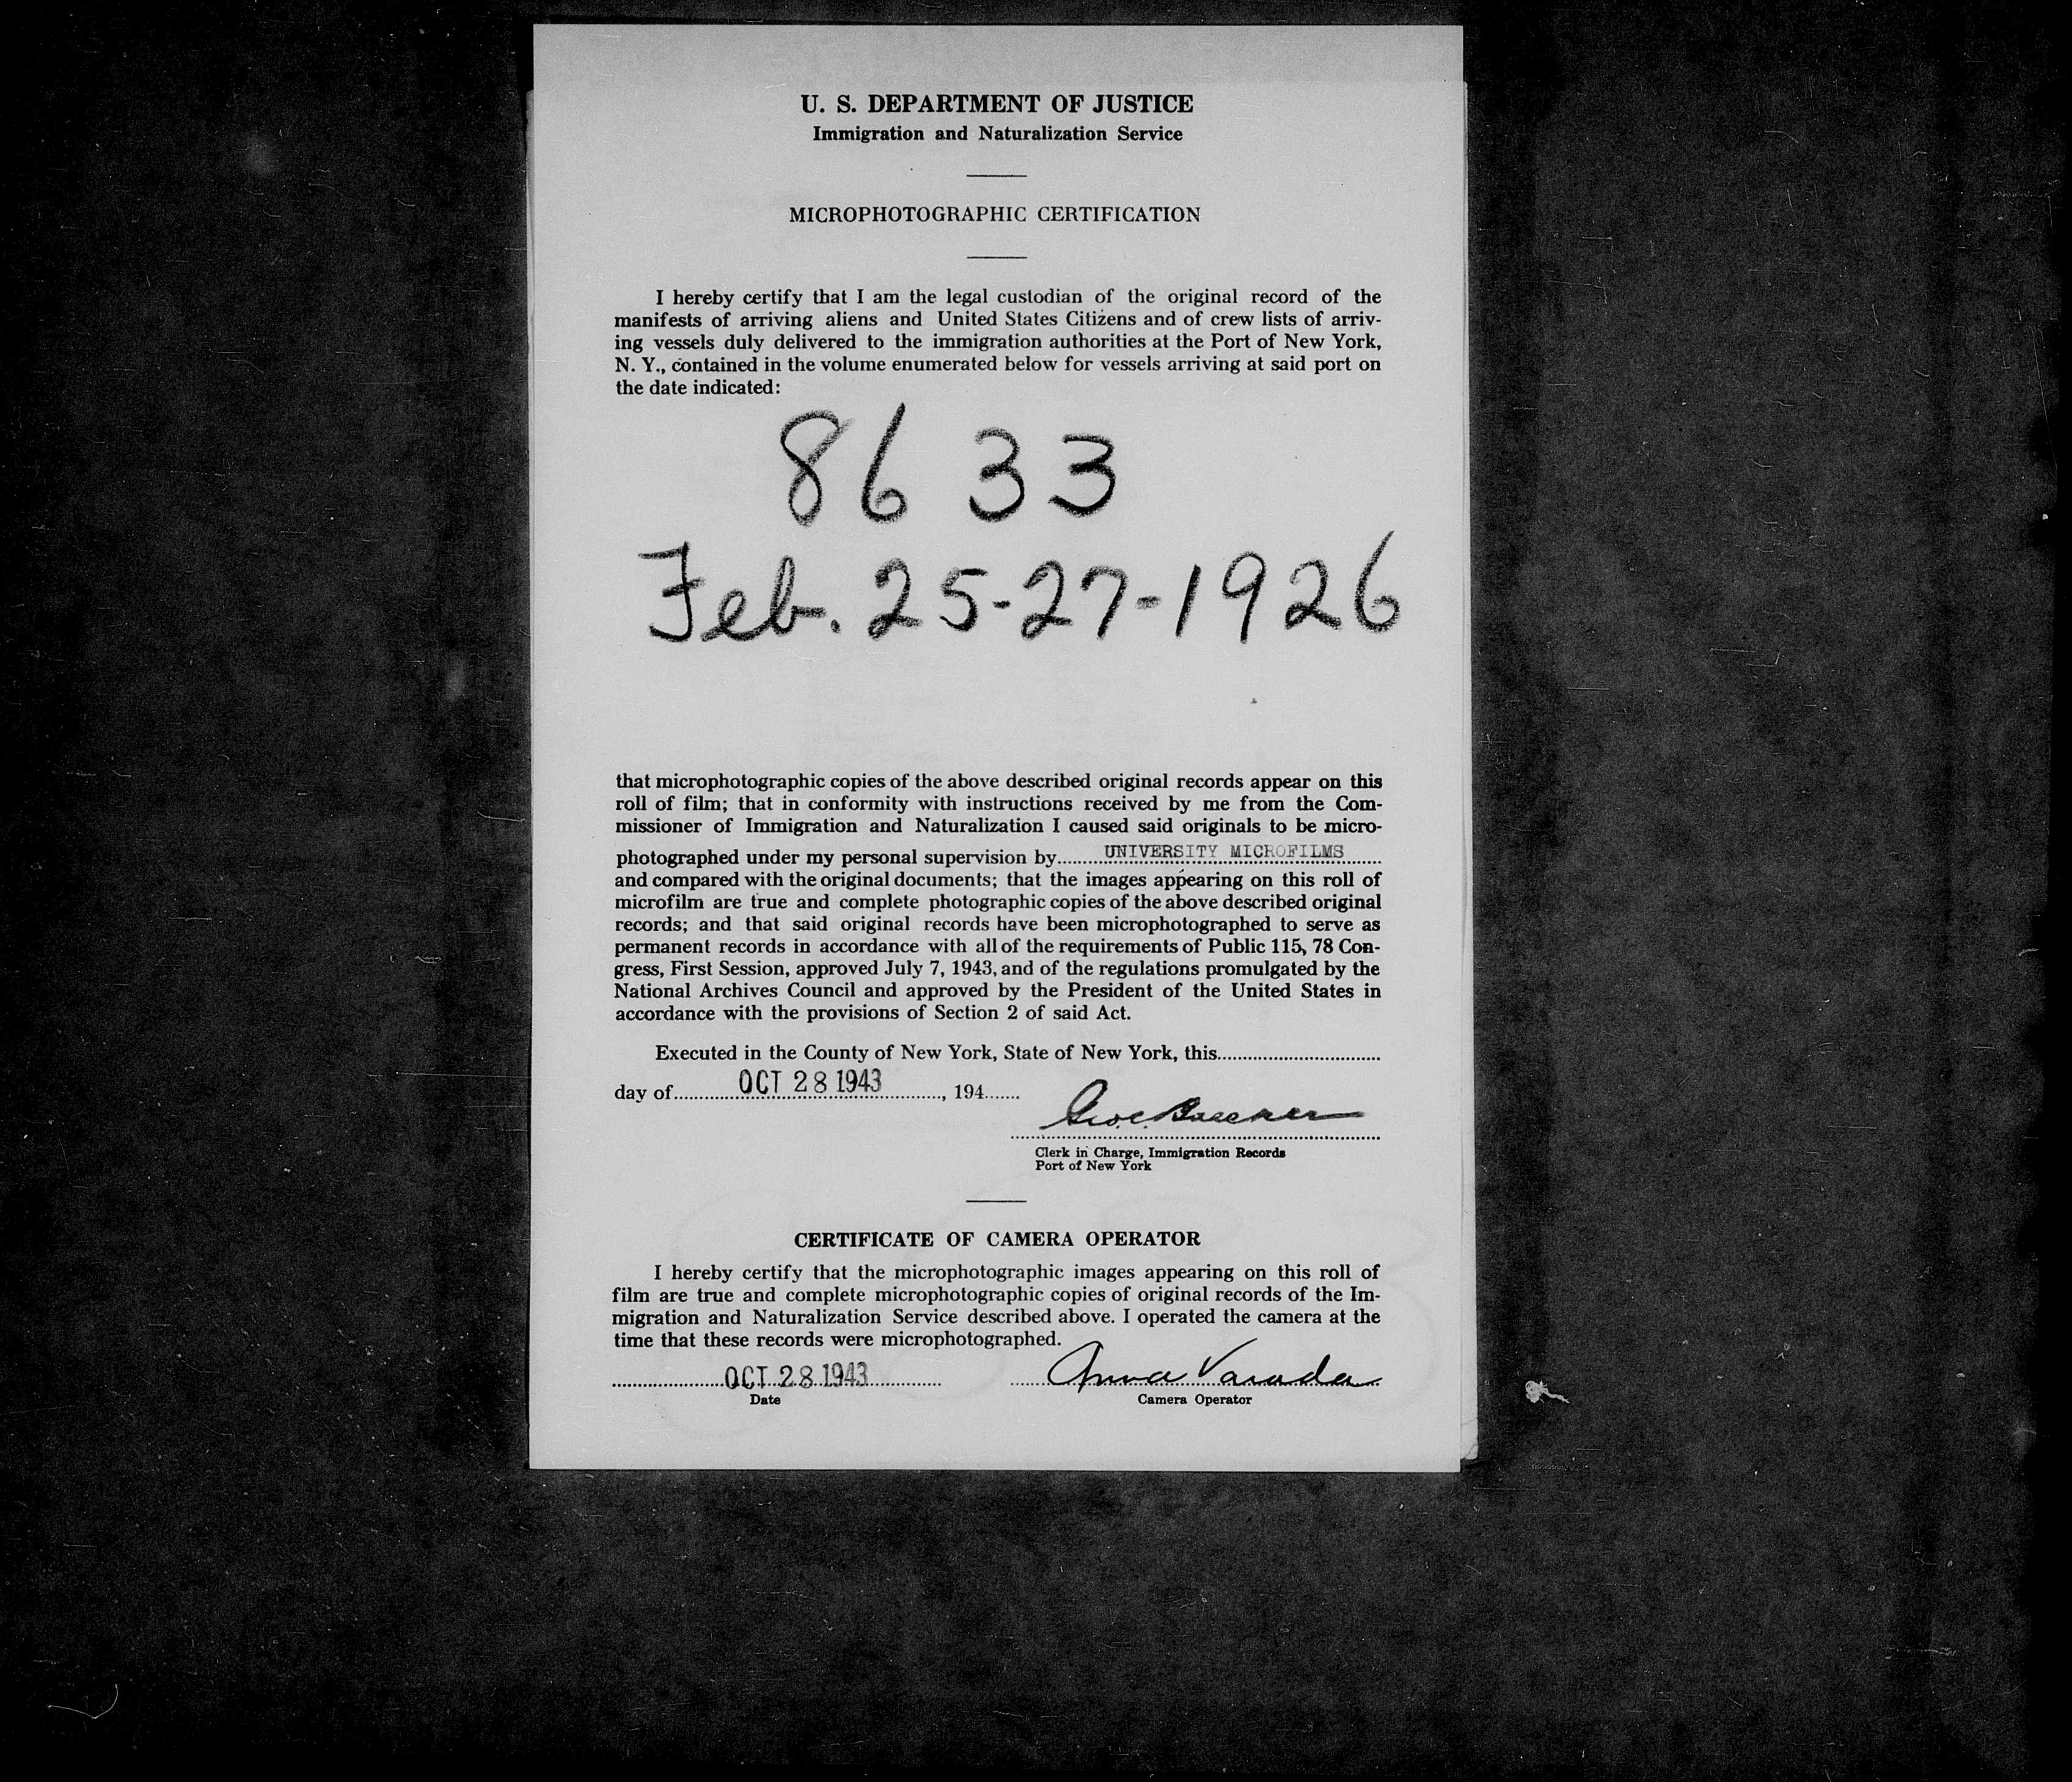 U. S. DEPARTMENT OF JUSTICE
Immigration and Naturalization Service
MICROPHOTOGRAPHIC CERTIFICATION
I hereby certify that I am the legal custodian of the original record of the
manifests of arriving aliens and United States Citizens and of crew lists of arriv-
ing vessels duly delivered to the immigration authorities at the Port of New York,
N. Y., contained in the volume enumerated below for vessels arriving at said port on
the date indicated:
8633
Feb. 25-27-1926
that microphotographic copies of the above described original records appear on this
roll of film; that in conformity with instructions received by me from the Com-
missioner of Immigration and Naturalization I caused said originals to be micro-
photographed under my personal supervision by UNIVERSITY MICROFILMS
and compared with the original documents; that the images appearing on this roll of
microfilm are true and complete photographic copies of the above described original
records; and that said original records have been microphotographed to serve as
permanent records in accordance with all of the requirements of Public 115, 78 Con-
gress, First Session, approved July 7, 1943, and of the regulations promulgated by the
National Archives Council and approved by the President of the United States in
accordance with the provisions of Section 2 of said Act.
Executed in the County of New York, State of New York, this
day of OCT 28 1943, 194
Clerk in Charge, Immigration Records
Port of New York
CERTIFICATE OF CAMERA OPERATOR
I hereby certify that the microphotographic images appearing on this roll of
film are true and complete microphotographic copies of original records of the Im-
migration and Naturalization Service described above. I operated the camera at the
time that these records were microphotographed.
OCT 28 1943 Anna Varada
Date Camera Operator